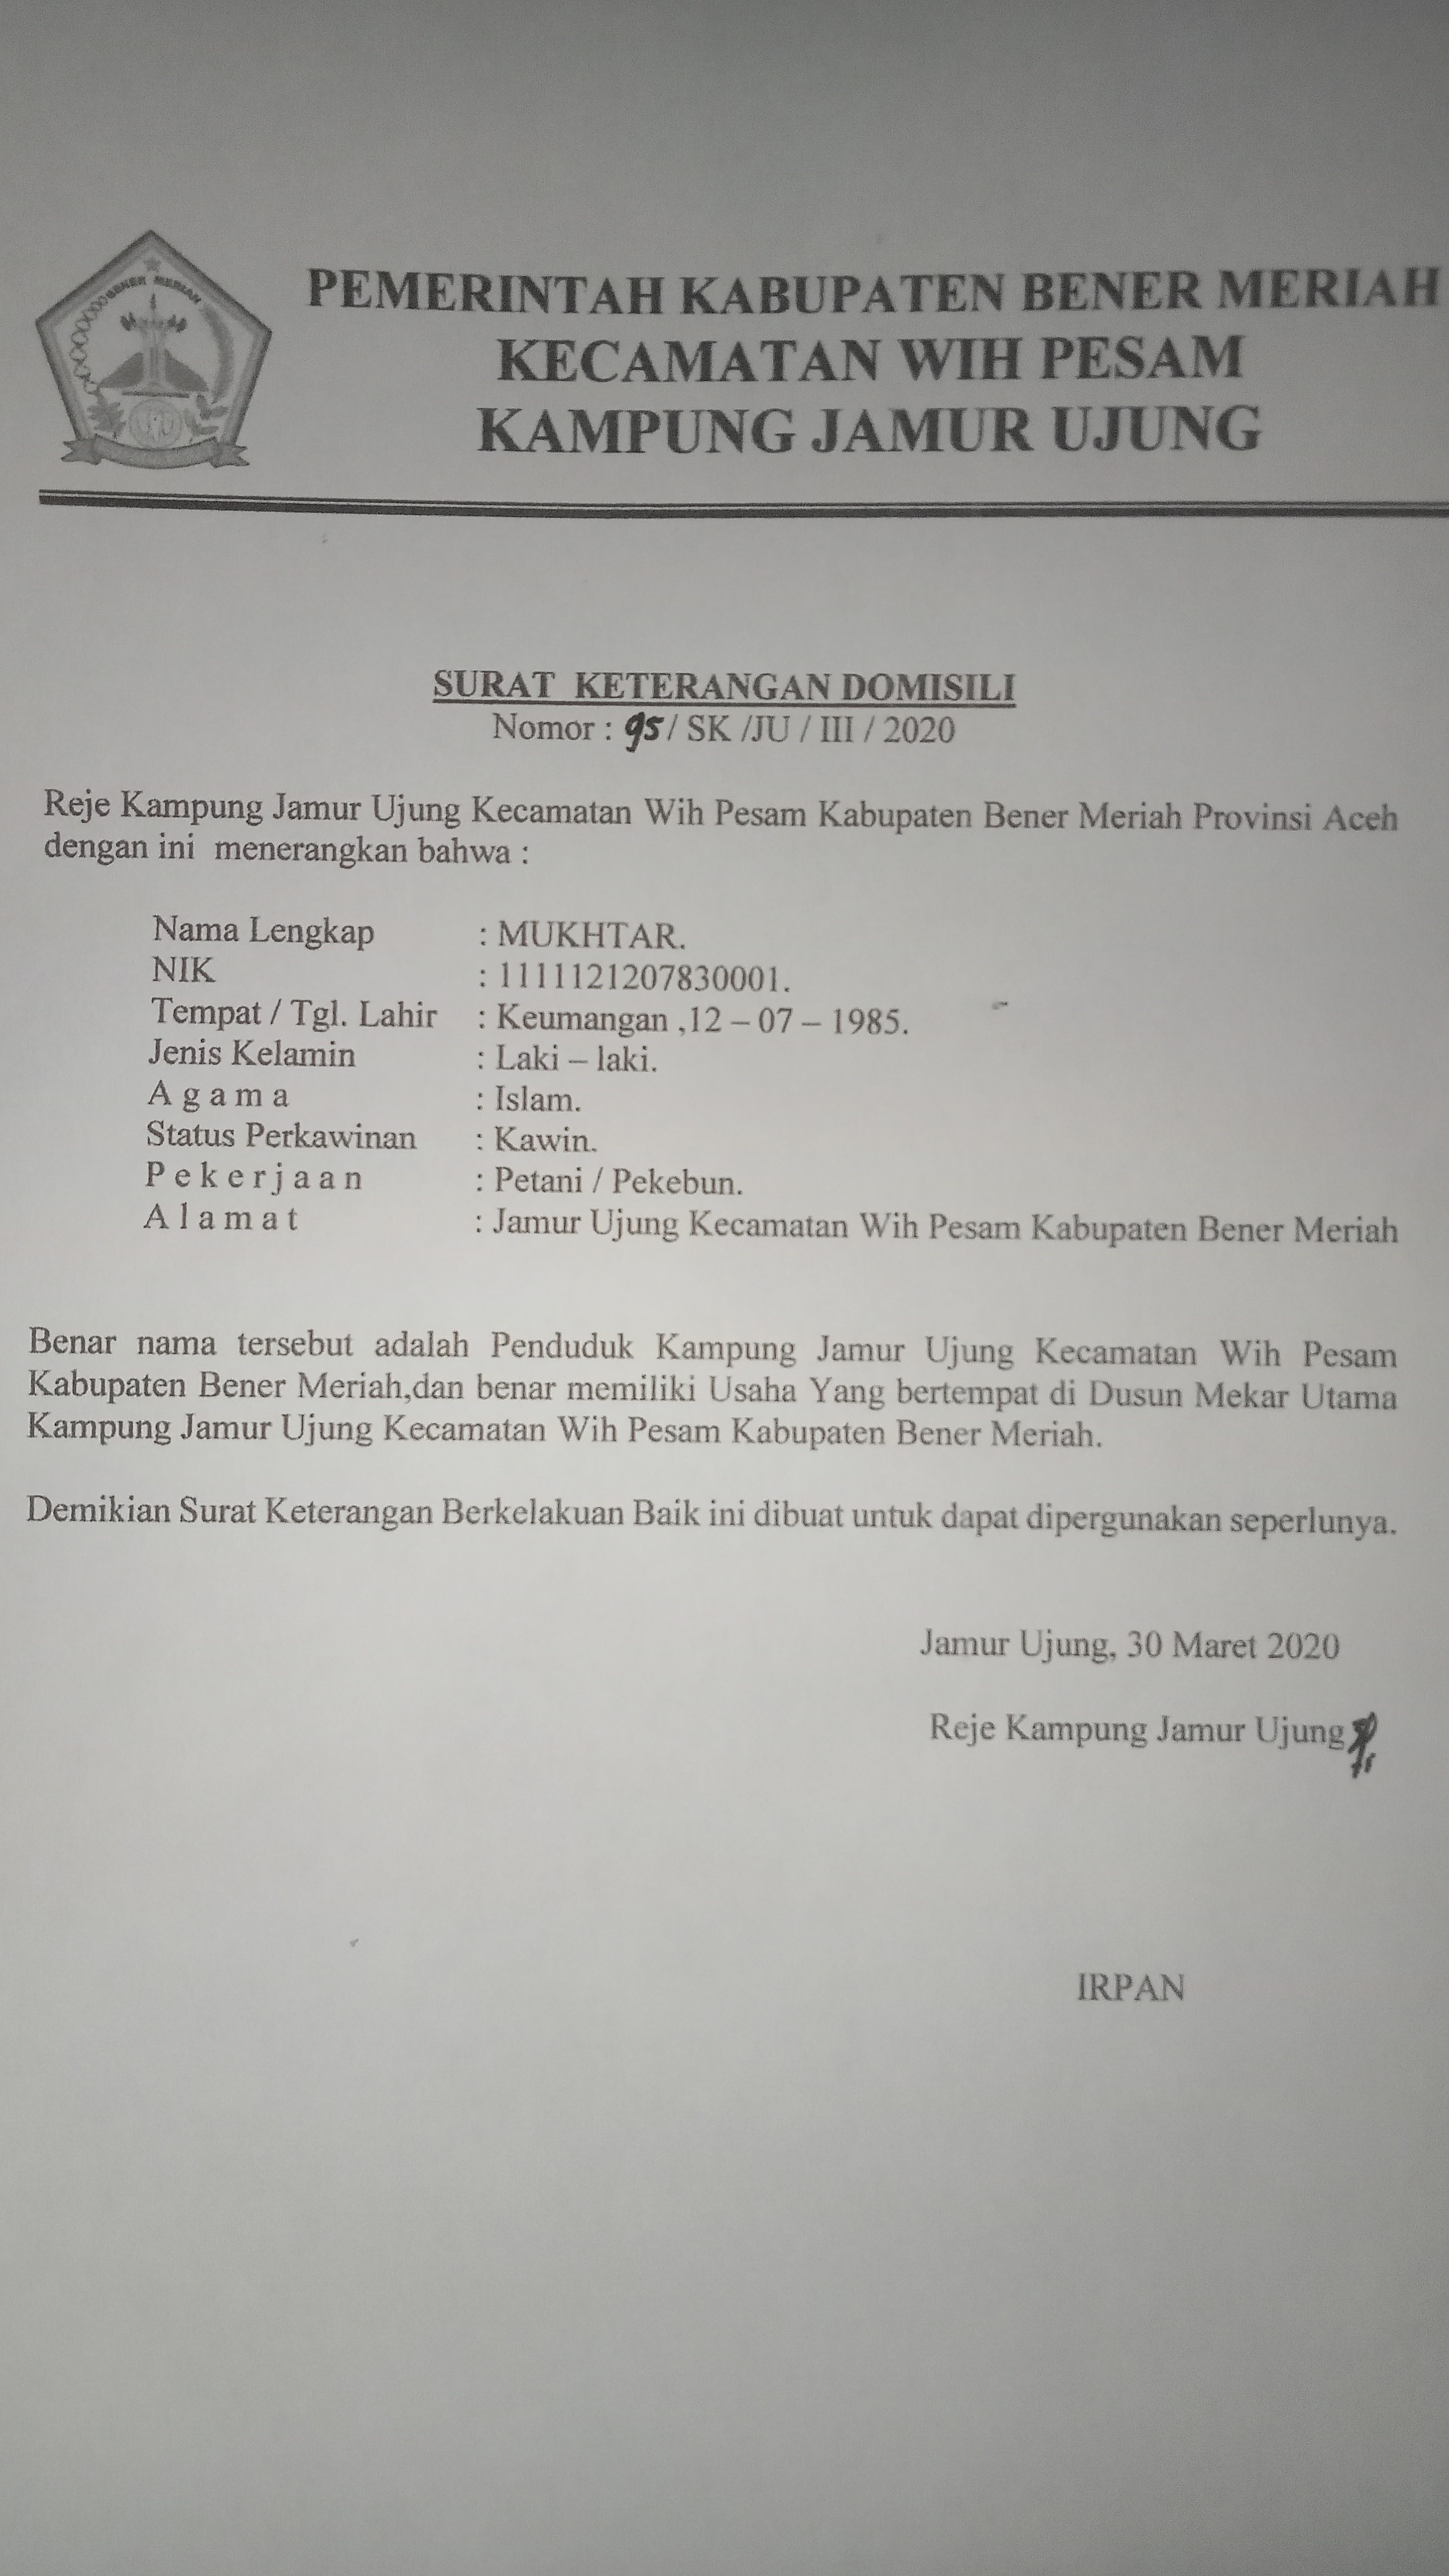 BENER MERIAH
PEMERINTAH KABUPATEN BENER MERIAH
KECAMATAN WIH PESAM
KAMPUNG JAMUR UJUNG
SURAT KETERANGAN DOMISILI
Nomor : 95 / SK /JU / III / 2020
Reje Kampung Jamur Ujung Kecamatan Wih Pesam Kabupaten Bener Meriah Provinsi Aceh
dengan ini menerangkan bahwa :
Nama Lengkap : MUKHTAR.
NIK : 1111121207830001.
Tempat / Tgl. Lahir : Keumangan ,12 – 07 – 1985.
Jenis Kelamin : Laki – laki.
A g a m a : Islam.
Status Perkawinan : Kawin.
P e k e r j a a n : Petani / Pekebun.
A l a m a t : Jamur Ujung Kecamatan Wih Pesam Kabupaten Bener Meriah
Benar nama tersebut adalah Penduduk Kampung Jamur Ujung Kecamatan Wih Pesam
Kabupaten Bener Meriah,dan benar memiliki Usaha Yang bertempat di Dusun Mekar Utama
Kampung Jamur Ujung Kecamatan Wih Pesam Kabupaten Bener Meriah.
Demikian Surat Keterangan Berkelakuan Baik ini dibuat untuk dapat dipergunakan seperlunya.
Jamur Ujung, 30 Maret 2020
Reje Kampung Jamur Ujung
IRPAN